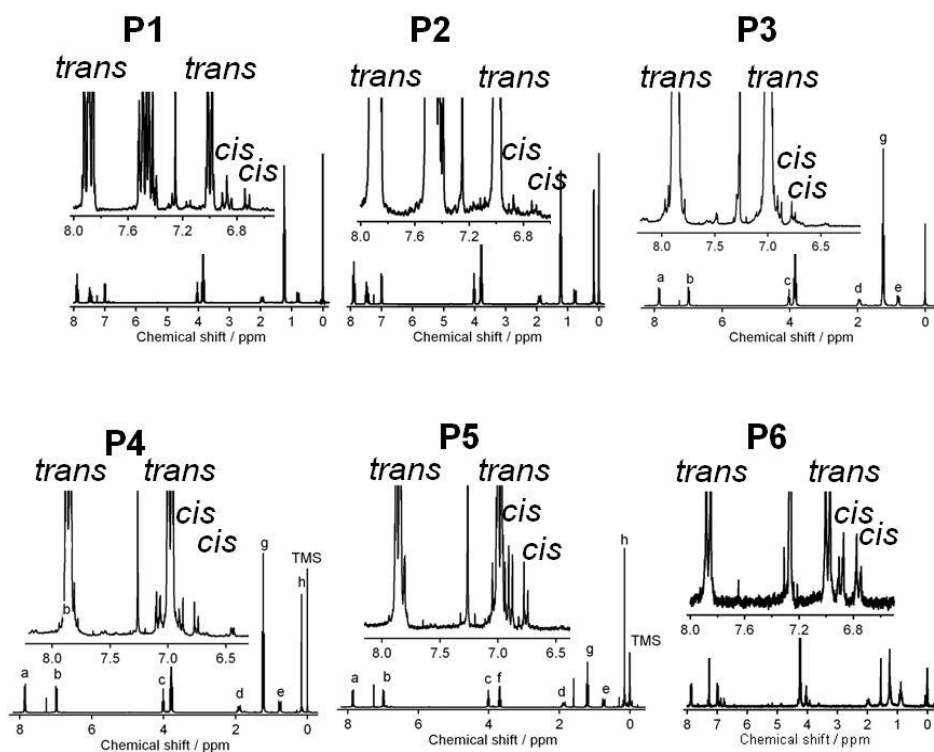 P1
trans trans
cis
cis
8.0 7.6 7.2 6.8
8 7 6 5 4 3 2 1 0
Chemical shift / ppm
P2
trans trans
cis
cis
8.0 7.6 7.2 6.8
8 7 6 5 4 3 2 1 0
Chemical shift / ppm
P3
trans trans
g
cis
cis
8.0 7.5 7.0 6.5
a b c d e
8 6 4 2 0
Chemical shift / ppm
P4
trans trans
cis
cis
g
TMS
h
b
8.0 7.5 7.0 6.5
a b c d e
8 6 4 2 0
Chemical shift / ppm
P5
trans trans
cis
cis
h
g
TMS
8.0 7.5 7.0 6.5
a b c f d e
8 6 4 2 0
Chemical shift / ppm
P6
trans trans
cis
cis
8.0 7.6 7.2 6.8
8 7 6 5 4 3 2 1 0
Chemical shift / ppm